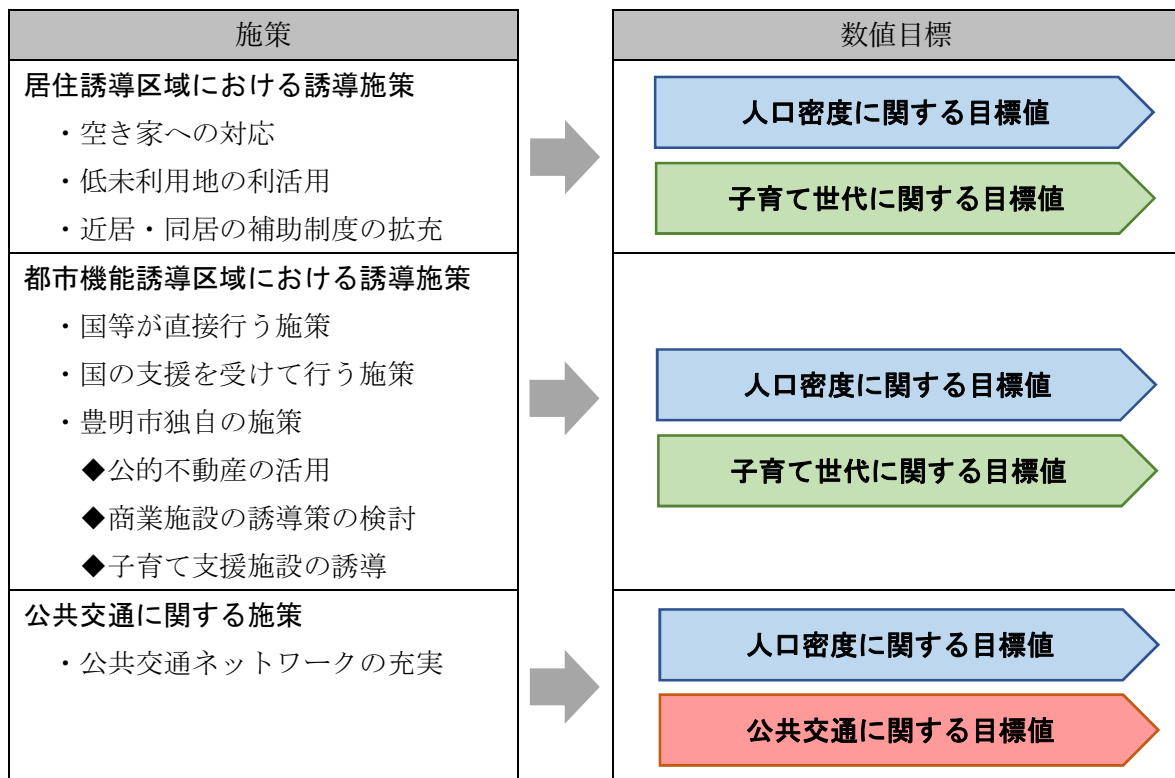 施策
数値目標
居住誘導区域における誘導施策
・空き家への対応
・低未利用地の利活用
・近居・同居の補助制度の拡充
人口密度に関する目標値
子育て世代に関する目標値
都市機能誘導区域における誘導施策
・国等が直接行う施策
・国の支援を受けて行う施策
・豊明市独自の施策
◆公的不動産の活用
◆商業施設の誘導策の検討
◆子育て支援施設の誘導
人口密度に関する目標値
子育て世代に関する目標値
公共交通に関する施策
・公共交通ネットワークの充実
人口密度に関する目標値
公共交通に関する目標値